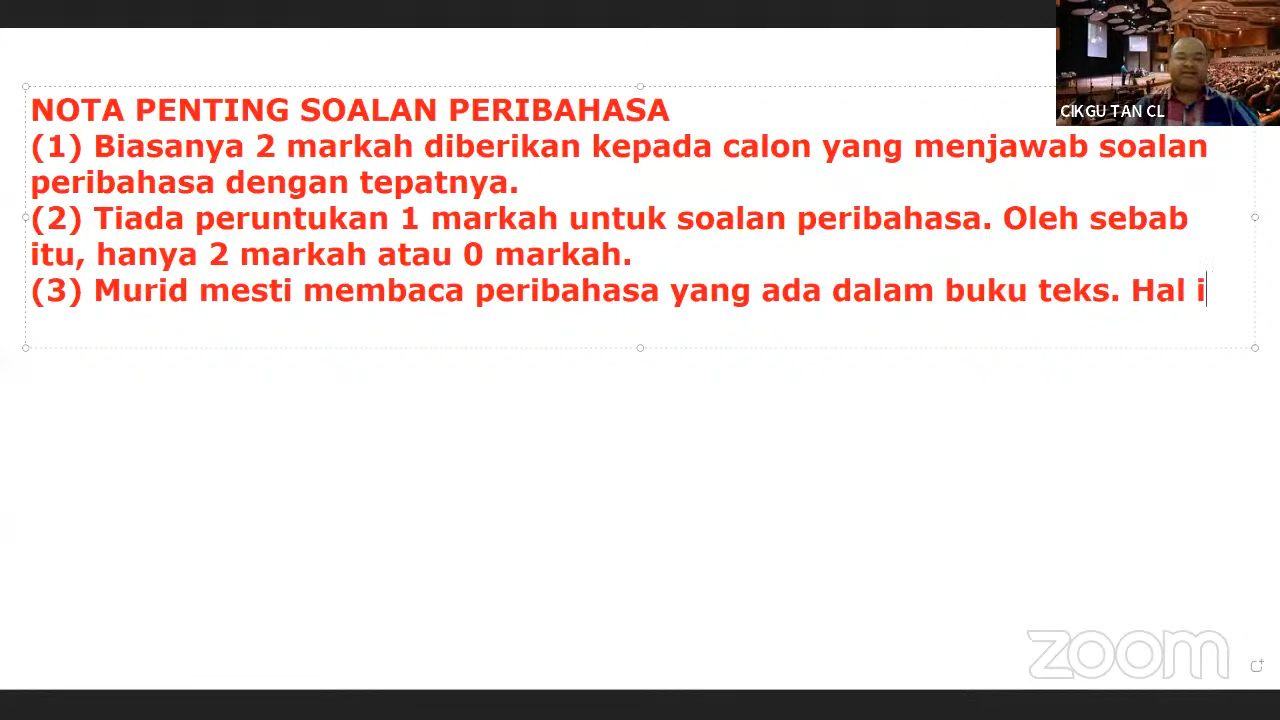 CIKGU TAN CL
NOTA PENTING SOALAN PERIBAHASA
(1) Biasanya 2 markah diberikan kepada calon yang menjawab soalan
peribahasa dengan tepatnya.
(2) Tiada peruntukan 1 markah untuk soalan peribahasa. Oleh sebab
itu, hanya 2 markah atau 0 markah.
(3) Murid mesti membaca peribahasa yang ada dalam buku teks. Hal i
zoom